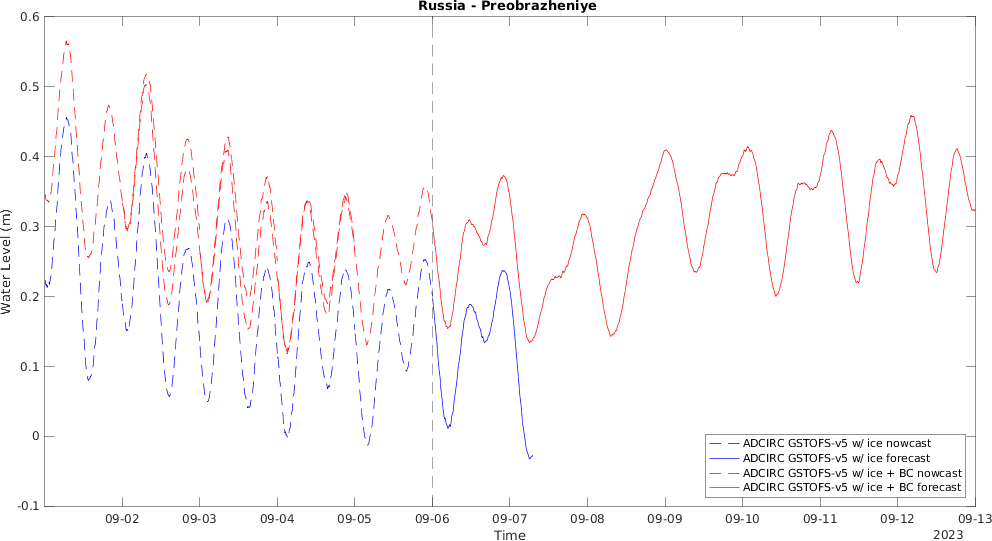 Russia - Preobrazheniye
Water Level (m)
0.6
0.5
0.4
0.3
0.2
0.1
0
-0.1
ADCIRC GSTOFS-v5 w/ ice nowcast
ADCIRC GSTOFS-v5 w/ ice forecast
ADCIRC GSTOFS-v5 w/ ice + BC nowcast
ADCIRC GSTOFS-v5 w/ ice + BC forecast
09-02 09-03 09-04 09-05 09-06 09-07 09-08 09-09 09-10 09-11 09-12 09-13
Time
2023